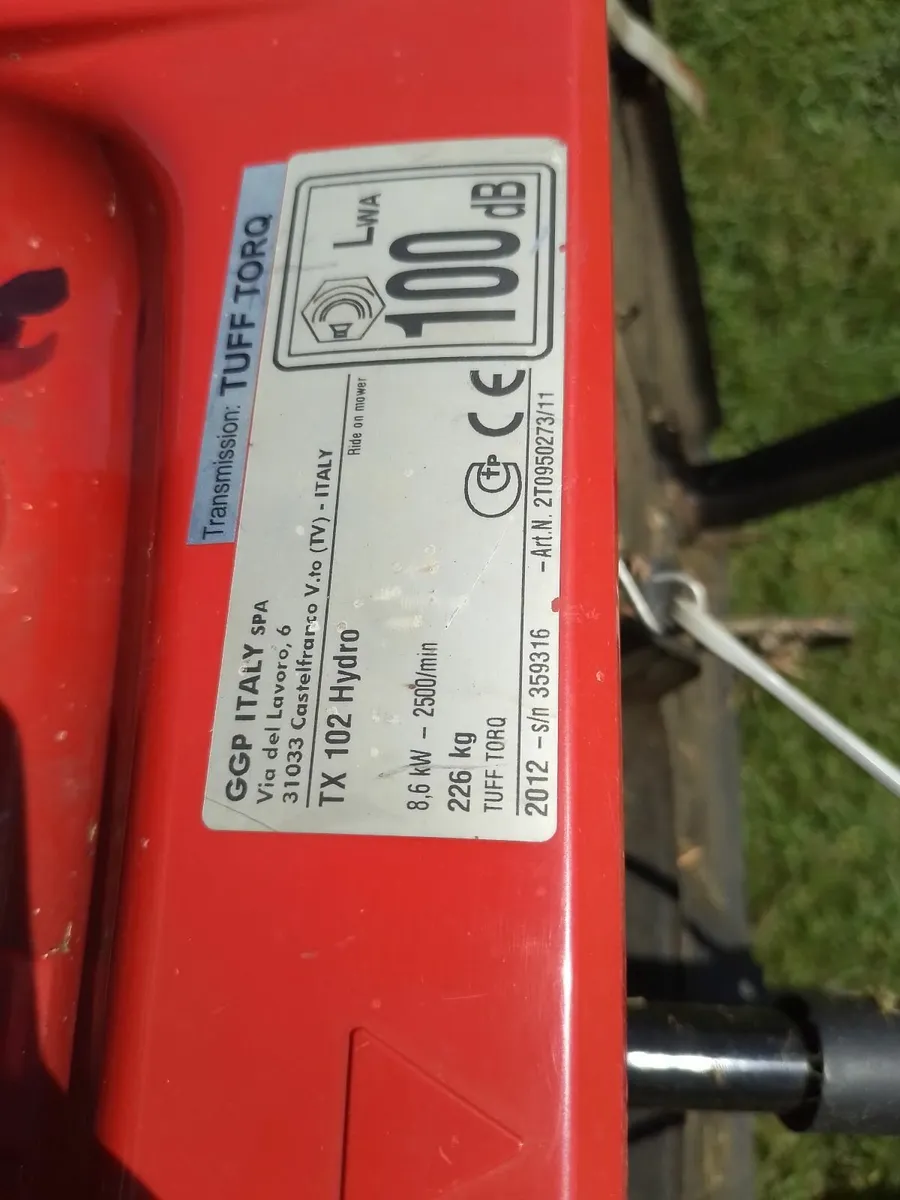 Transmission: TUFF TORQ
GGP ITALY SPA
Via del Lavoro, 6
31033 Castelfranco V.to (TV) - ITALY
TX 102 Hydro
Ride on mower
8,6 kW - 2500/min
226 kg
TUFF TORQ
2012 - s/n 359316 - Art.N. 2T0950273/11
LWA
100 dB
CE